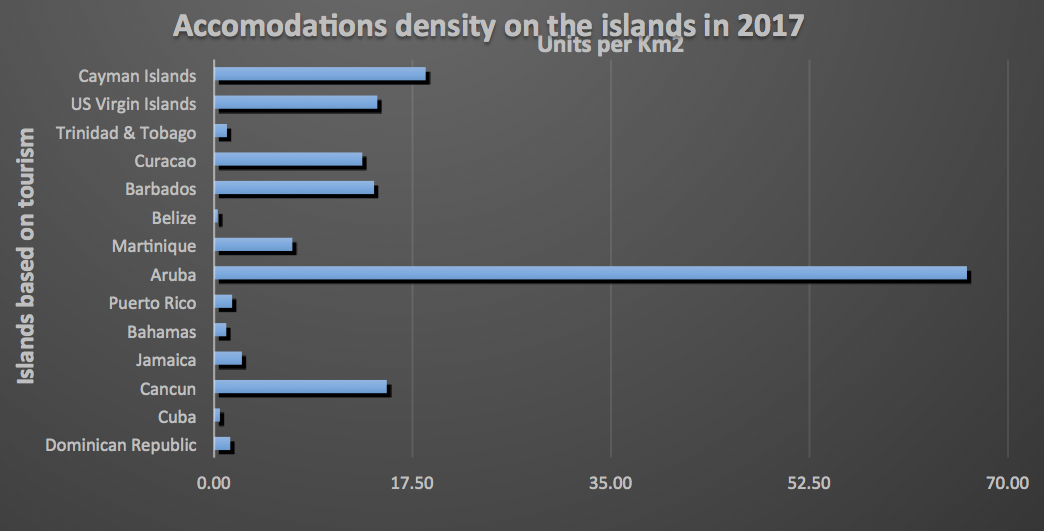 Accomodations density on the islands in 2017
Units per Km2
Islands based on tourism
Cayman Islands
US Virgin Islands
Trinidad & Tobago
Curacao
Barbados
Belize
Martinique
Aruba
Puerto Rico
Bahamas
Jamaica
Cancun
Cuba
Dominican Republic
0.00 17.50 35.00 52.50 70.00